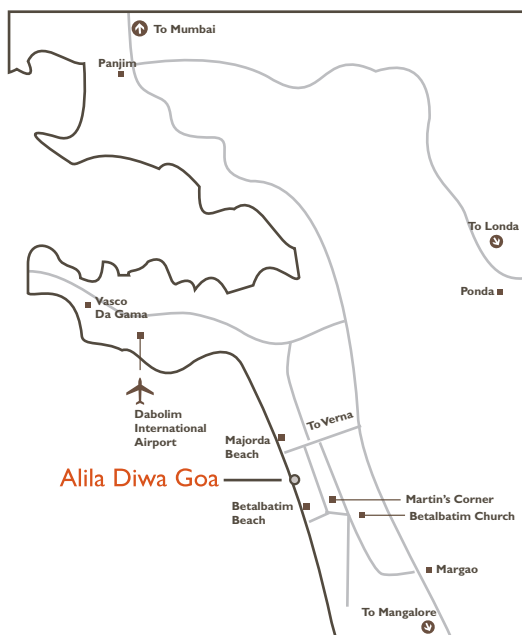 To Mumbai
Panjim
To Londa
Ponda
Vasco
Da Gama
Dabolim
International
Airport
To Verna
Majorda
Beach
Alila Diwa Goa
Betalbatim
Beach
Martin's Corner
Betalbatim Church
Margao
To Mangalore